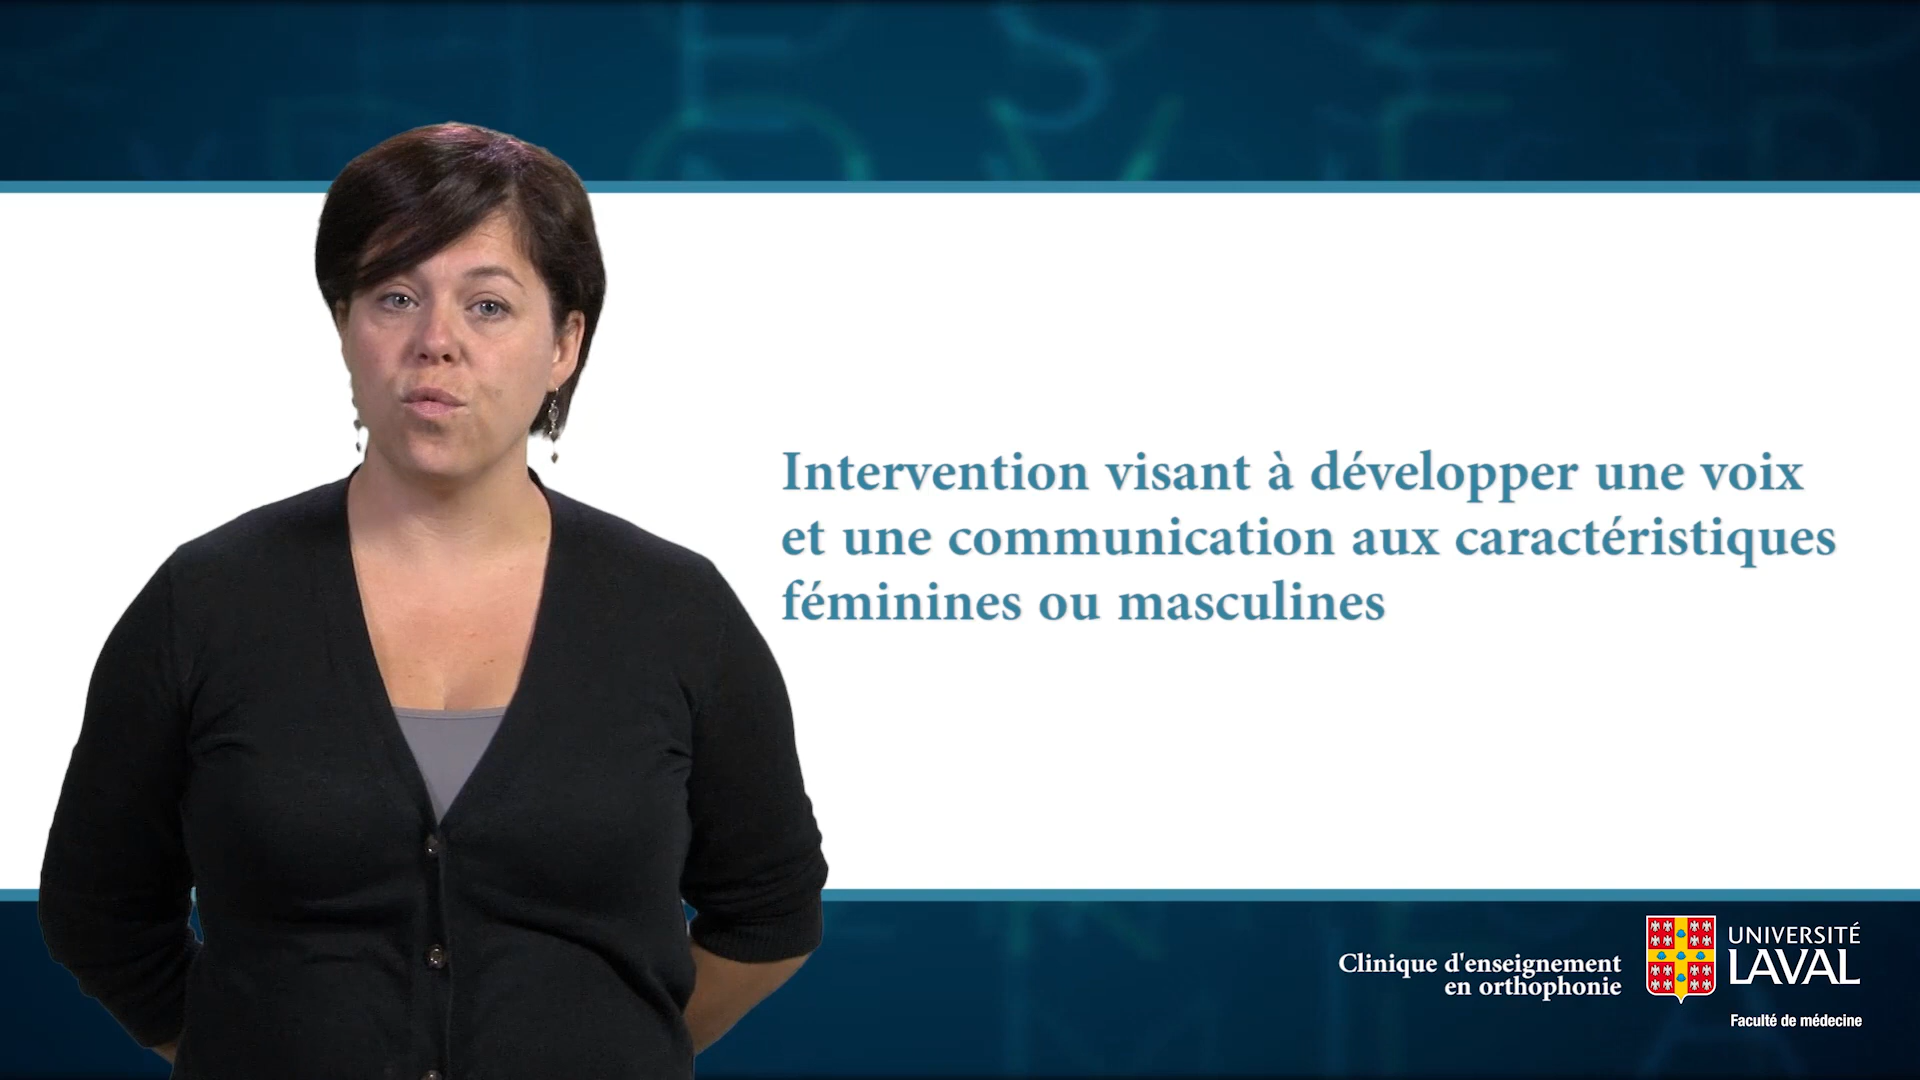 Intervention visant à développer une voix
et une communication aux caractéristiques
féminines ou masculines
Clinique d'enseignement
en orthophonie
UNIVERSITÉ
LAVAL
Faculté de médecine